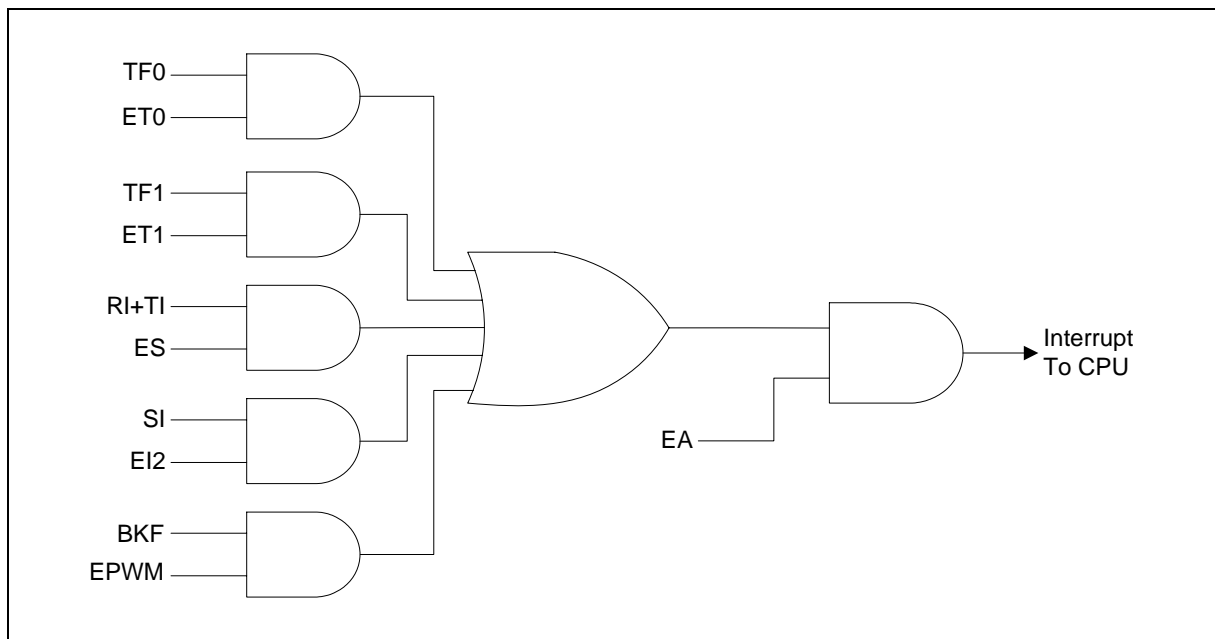 TF0
ET0
TF1
ET1
RI+TI
ES
SI
EI2
BKF
EPWM
EA
Interrupt
To CPU